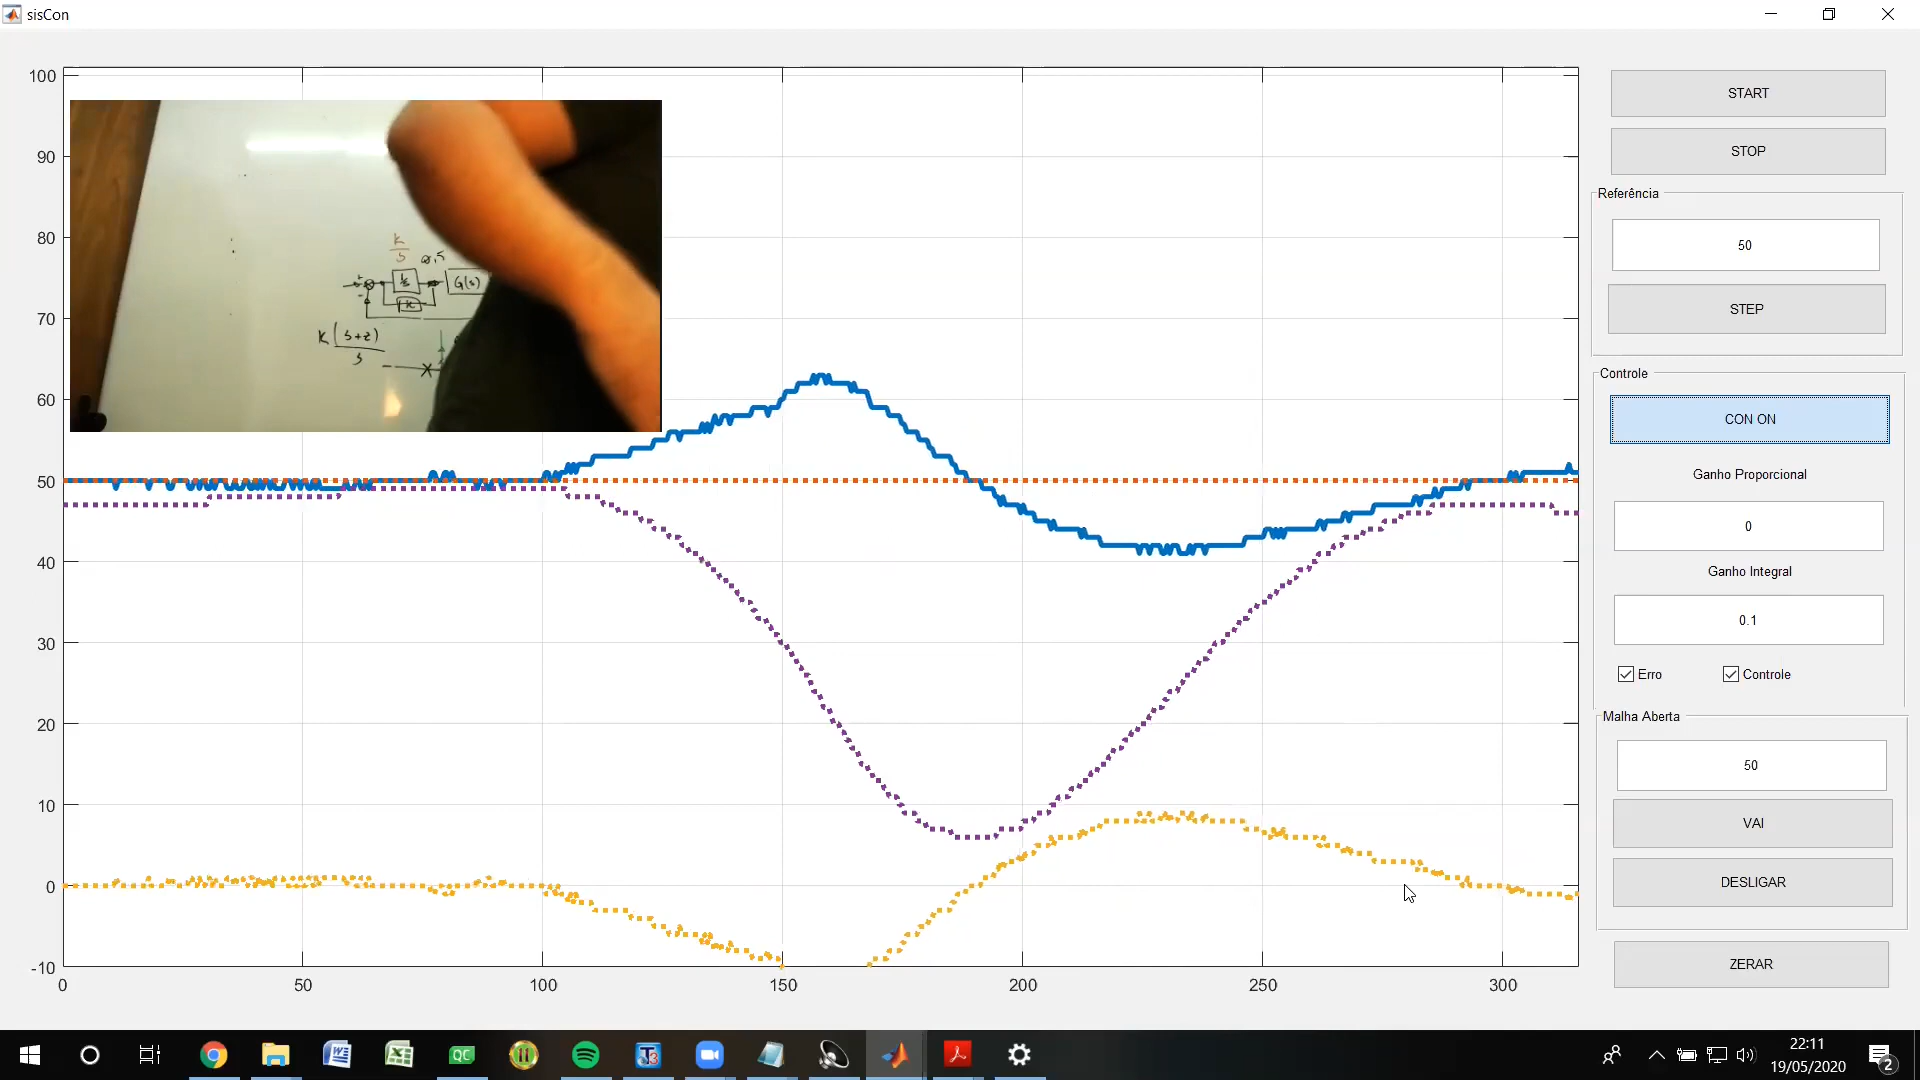 sisCon
100
90
80
70
60
50
40
30
20
10
0
-10
0
50
100
150
200
250
300
K
S
G(s)
K(s+z)
s
START
STOP
Referência
50
STEP
Controle
CON ON
Ganho Proporcional
0
Ganho Integral
0.1
Erro
Controle
Malha Aberta
50
VAI
DESLIGAR
ZERAR
QC
22:11
19/05/2020
2